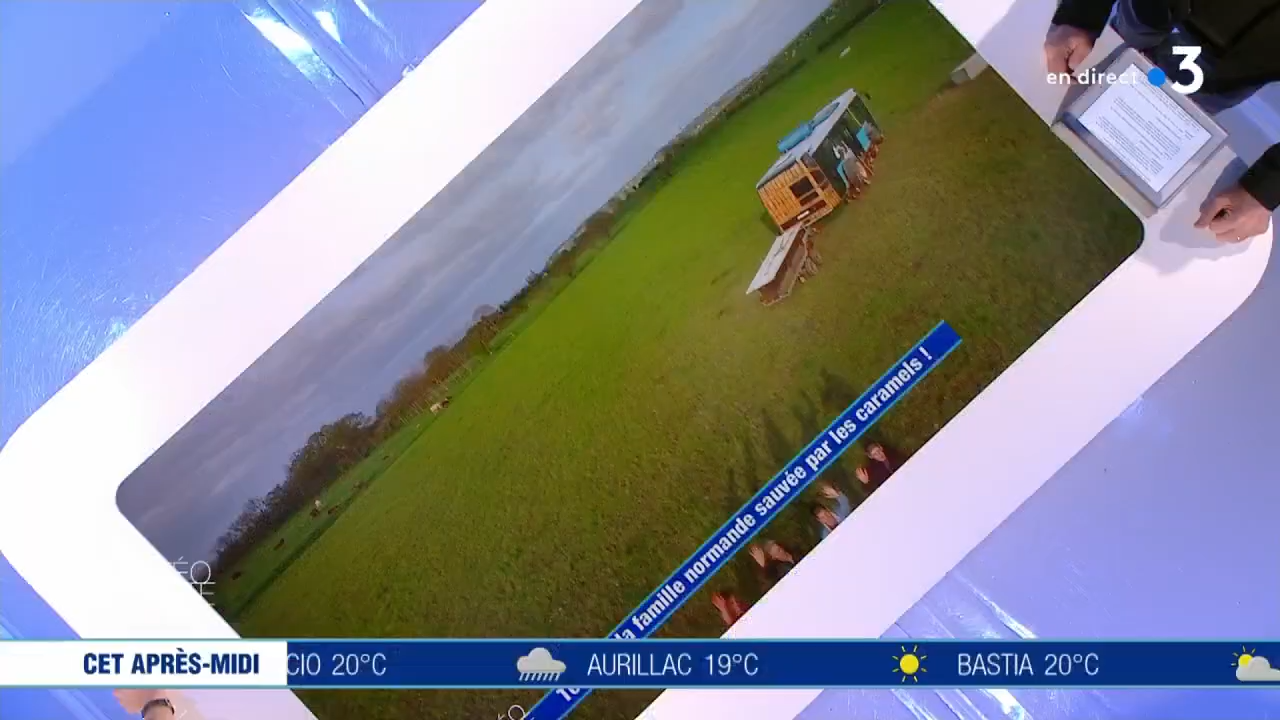 en direct 3
la famille normande sauvée par les caramels !
CET APRÈS-MIDI CIO 20°C AURILLAC 19°C BASTIA 20°C